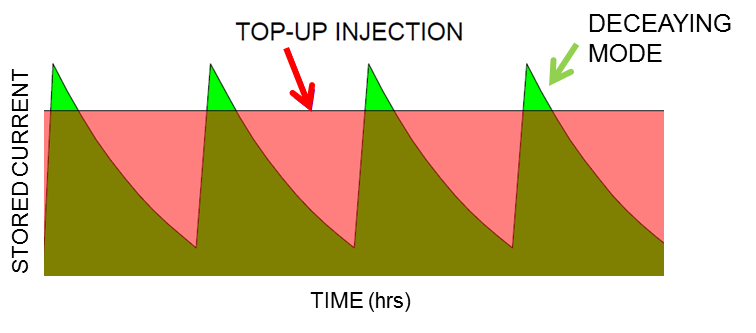 TOP-UP INJECTION
DECEAYING
MODE
STORED CURRENT
TIME (hrs)